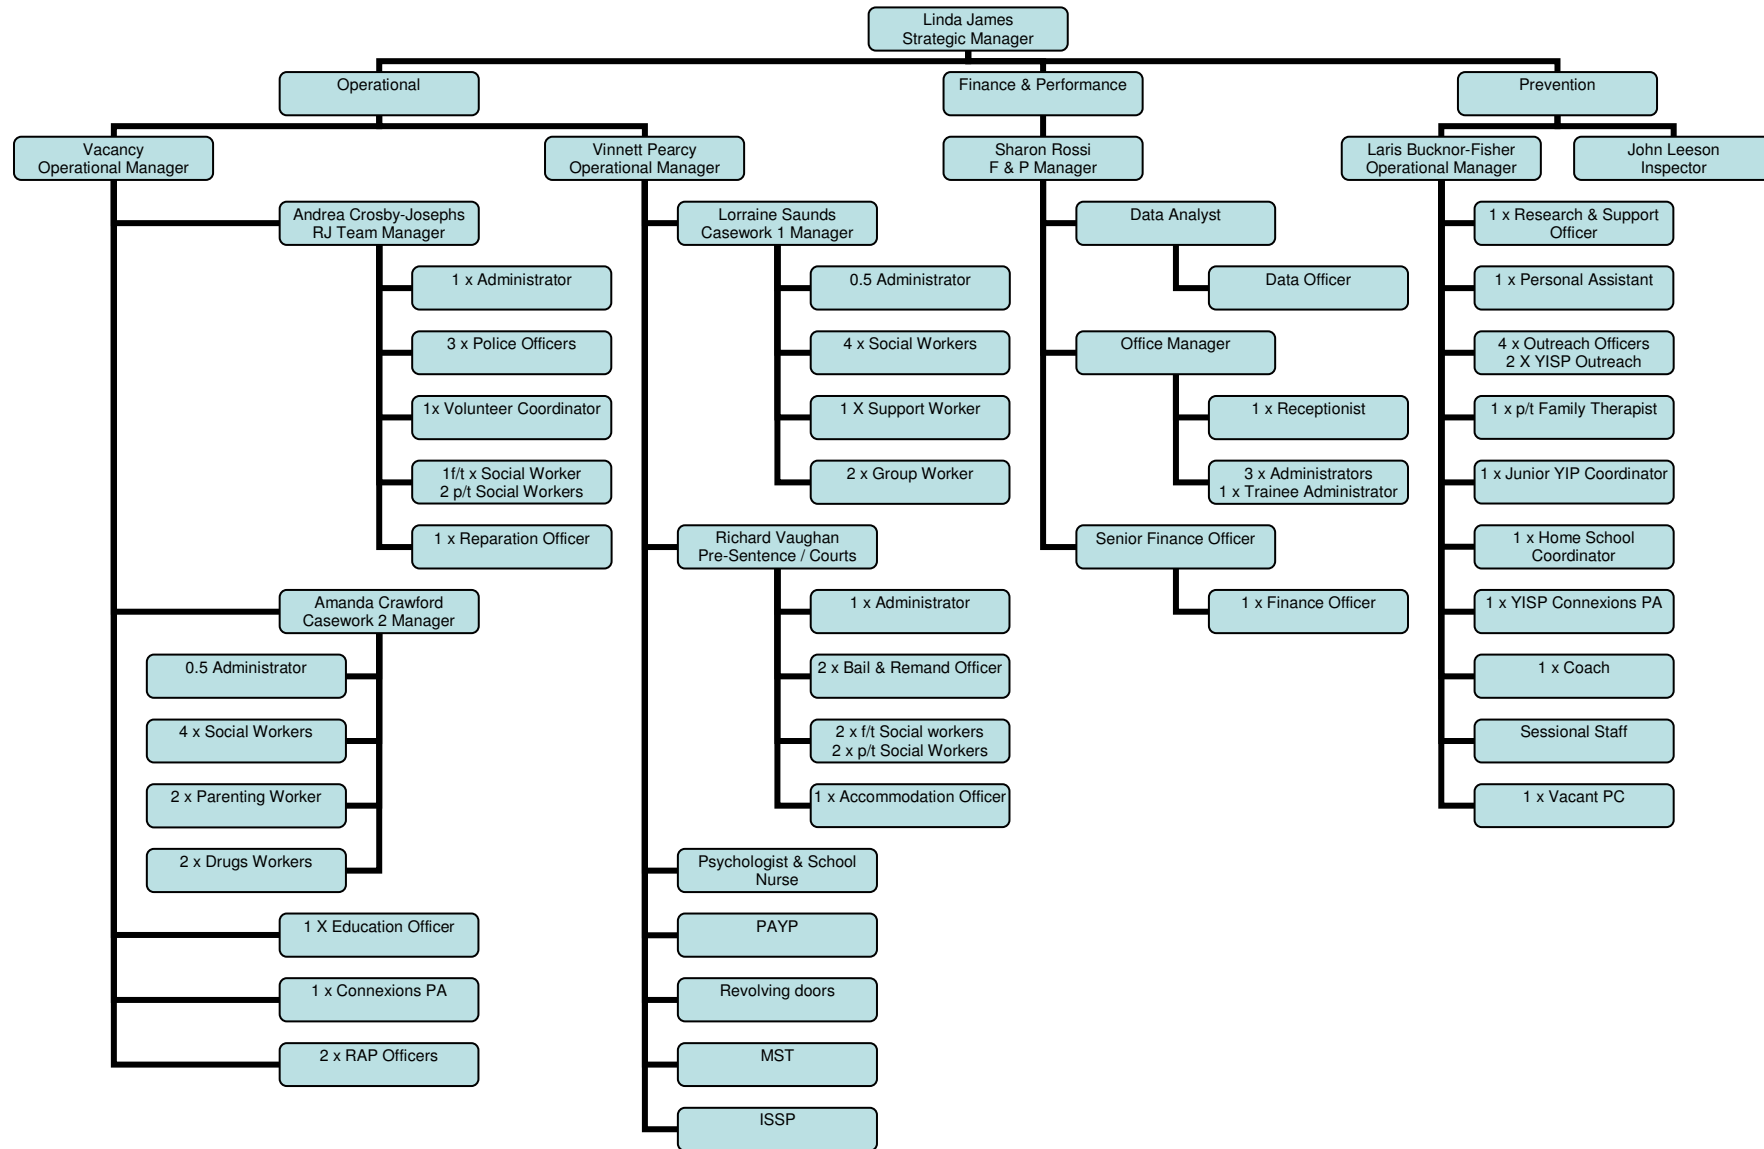 Linda James
Strategic Manager
Operational
Finance & Performance
Prevention
Vacancy
Operational Manager
Vinnett Pearcy
Operational Manager
Sharon Rossi
F & P Manager
Laris Bucknor-Fisher
Operational Manager
John Leeson
Inspector
Andrea Crosby-Josephs
RJ Team Manager
1 x Administrator
3 x Police Officers
1x Volunteer Coordinator
1f/t x Social Worker
2 p/t Social Workers
1 x Reparation Officer
Amanda Crawford
Casework 2 Manager
0.5 Administrator
4 x Social Workers
2 x Parenting Worker
2 x Drugs Workers
1 X Education Officer
1 x Connexions PA
2 x RAP Officers
Lorraine Saunds
Casework 1 Manager
0.5 Administrator
4 x Social Workers
1 X Support Worker
2 x Group Worker
Richard Vaughan
Pre-Sentence / Courts
1 x Administrator
2 x Bail & Remand Officer
2 x f/t Social workers
2 x p/t Social Workers
1 x Accommodation Officer
Psychologist & School
Nurse
PAYP
Revolving doors
MST
ISSP
Data Analyst
Data Officer
Office Manager
1 x Receptionist
3 x Administrators
1 x Trainee Administrator
Senior Finance Officer
1 x Finance Officer
1 x Research & Support
Officer
1 x Personal Assistant
4 x Outreach Officers
2 X YISP Outreach
1 x p/t Family Therapist
1 x Junior YIP Coordinator
1 x Home School
Coordinator
1 x YISP Connexions PA
1 x Coach
Sessional Staff
1 x Vacant PC